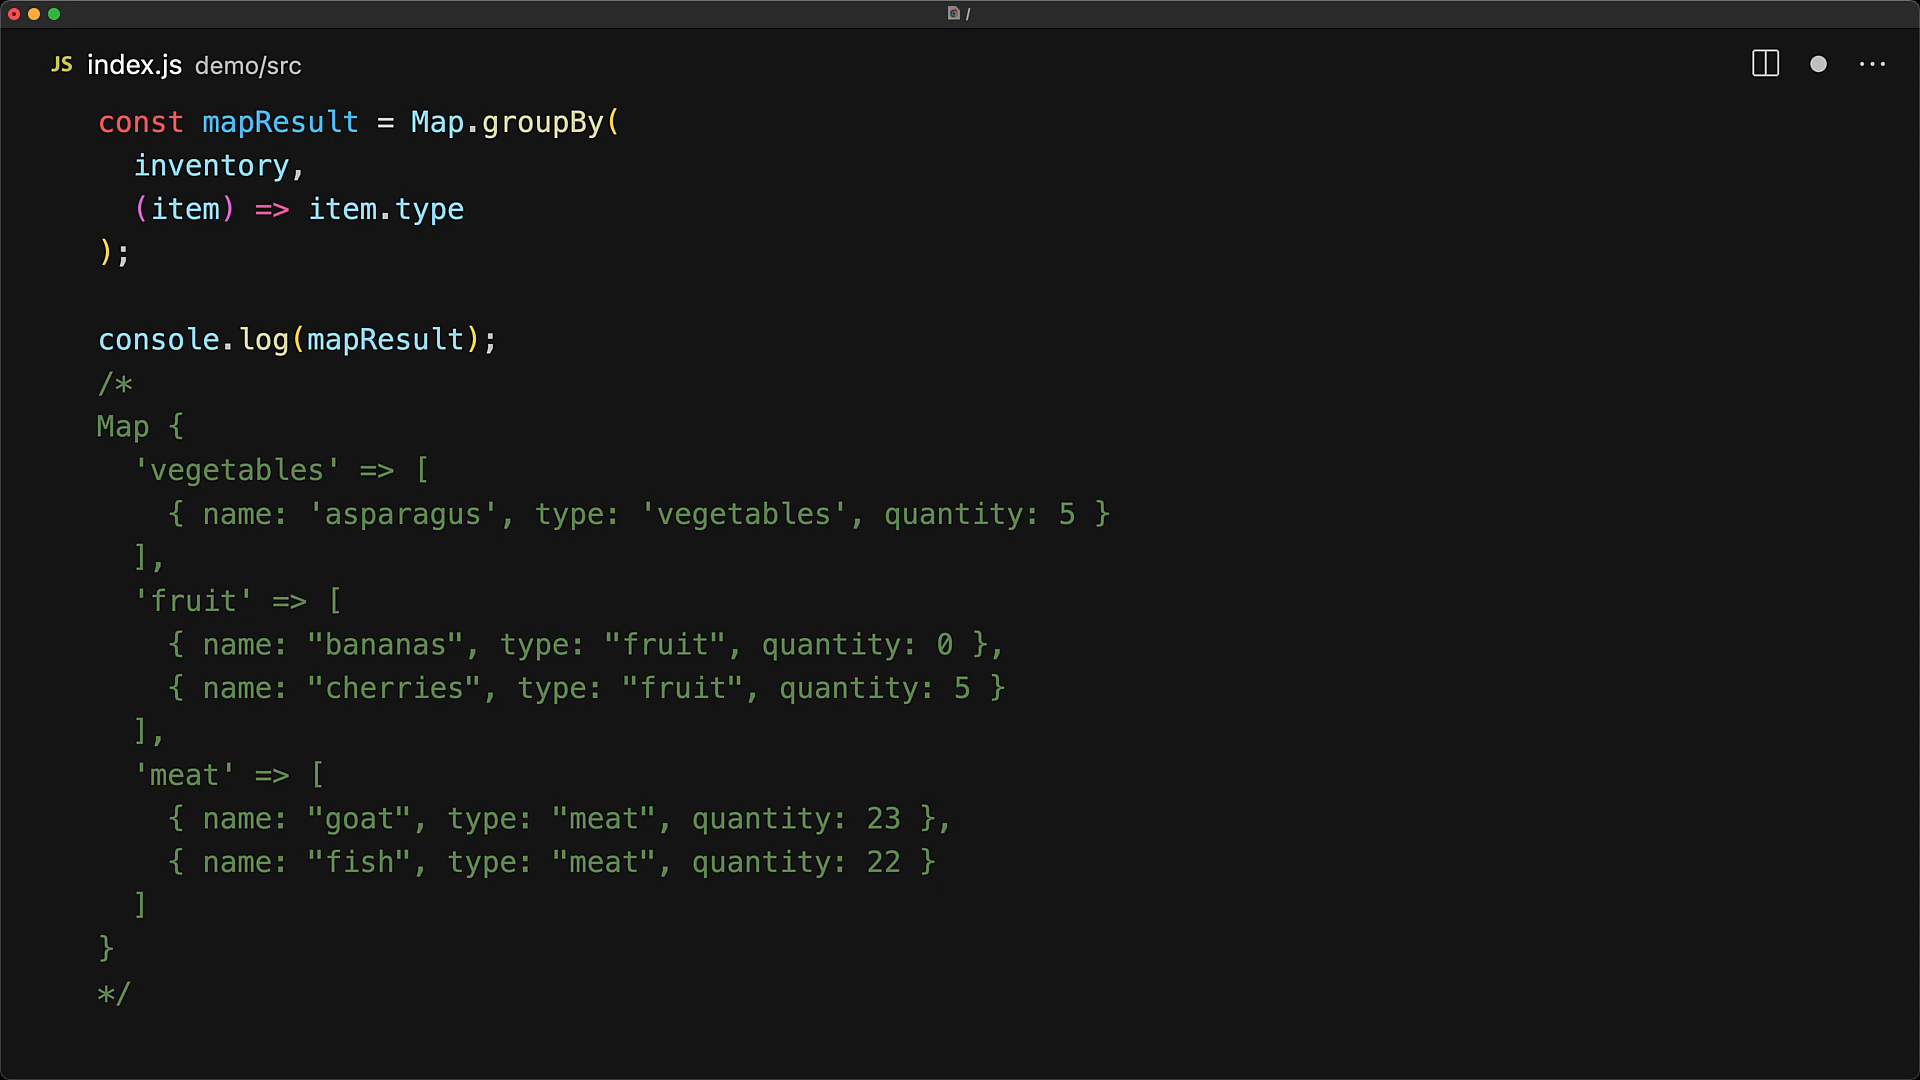 /
JS index.js demo/src
const mapResult = Map.groupBy(
  inventory,
  (item) => item.type
);
console.log(mapResult);
/*
Map {
  'vegetables' => [
    { name: 'asparagus', type: 'vegetables', quantity: 5 }
  ],
  'fruit' => [
    { name: "bananas", type: "fruit", quantity: 0 },
    { name: "cherries", type: "fruit", quantity: 5 }
  ],
  'meat' => [
    { name: "goat", type: "meat", quantity: 23 },
    { name: "fish", type: "meat", quantity: 22 }
  ]
}
*/